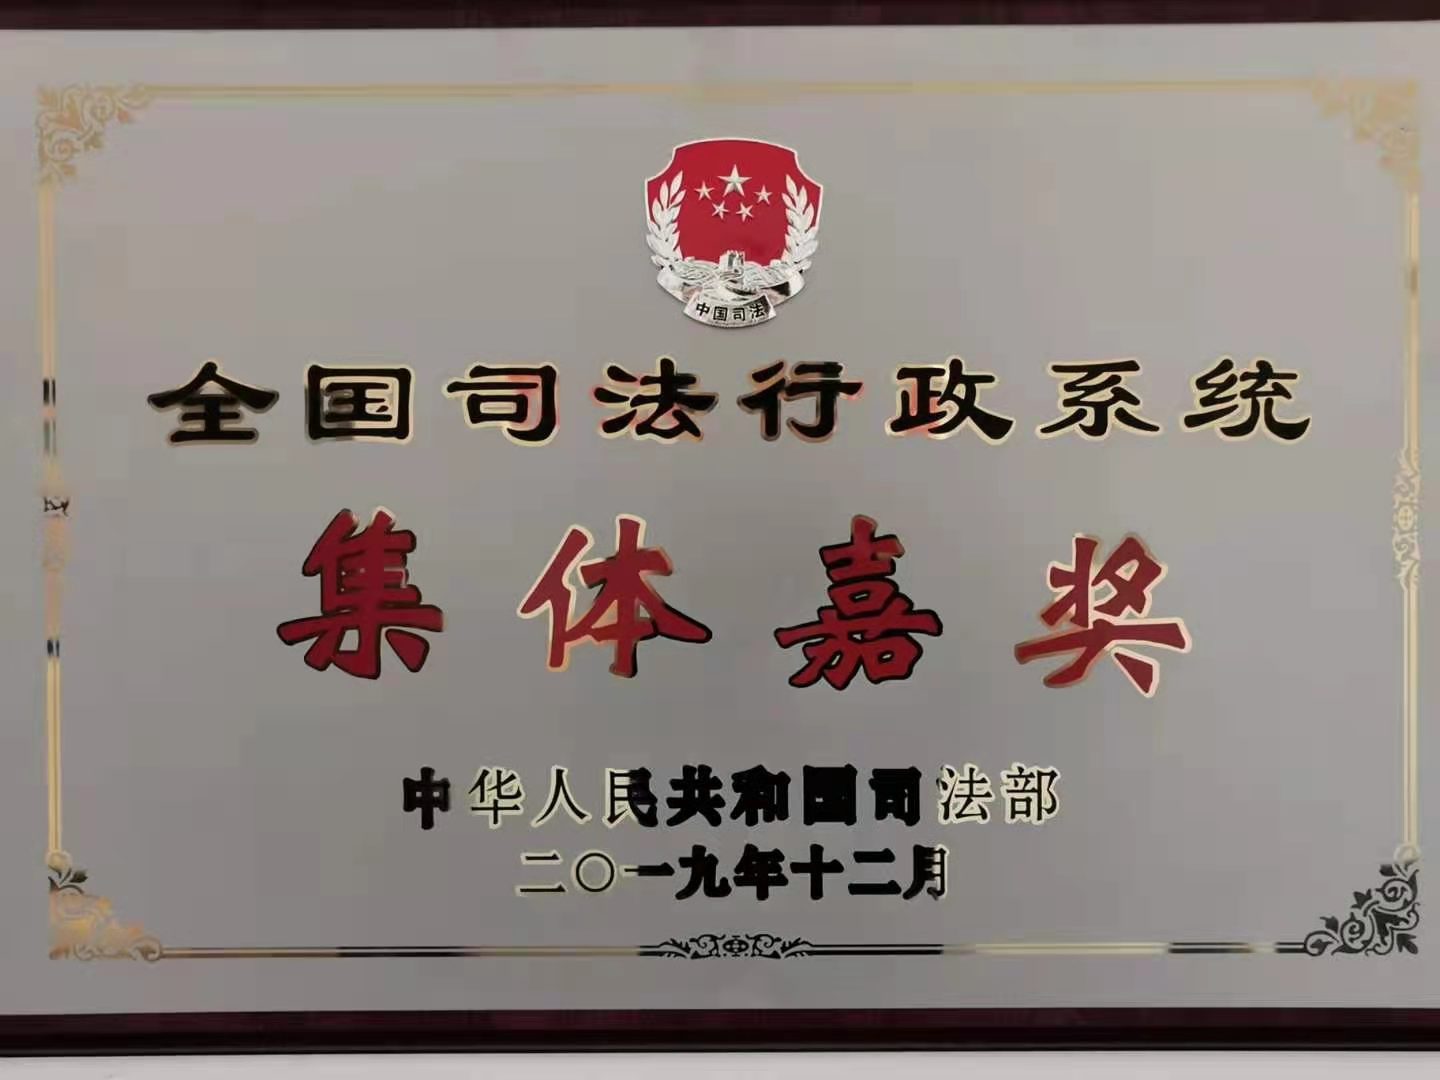 中国司法
全国司法行政系统
集体嘉奖
中华人民共和国司法部
二〇一九年十二月